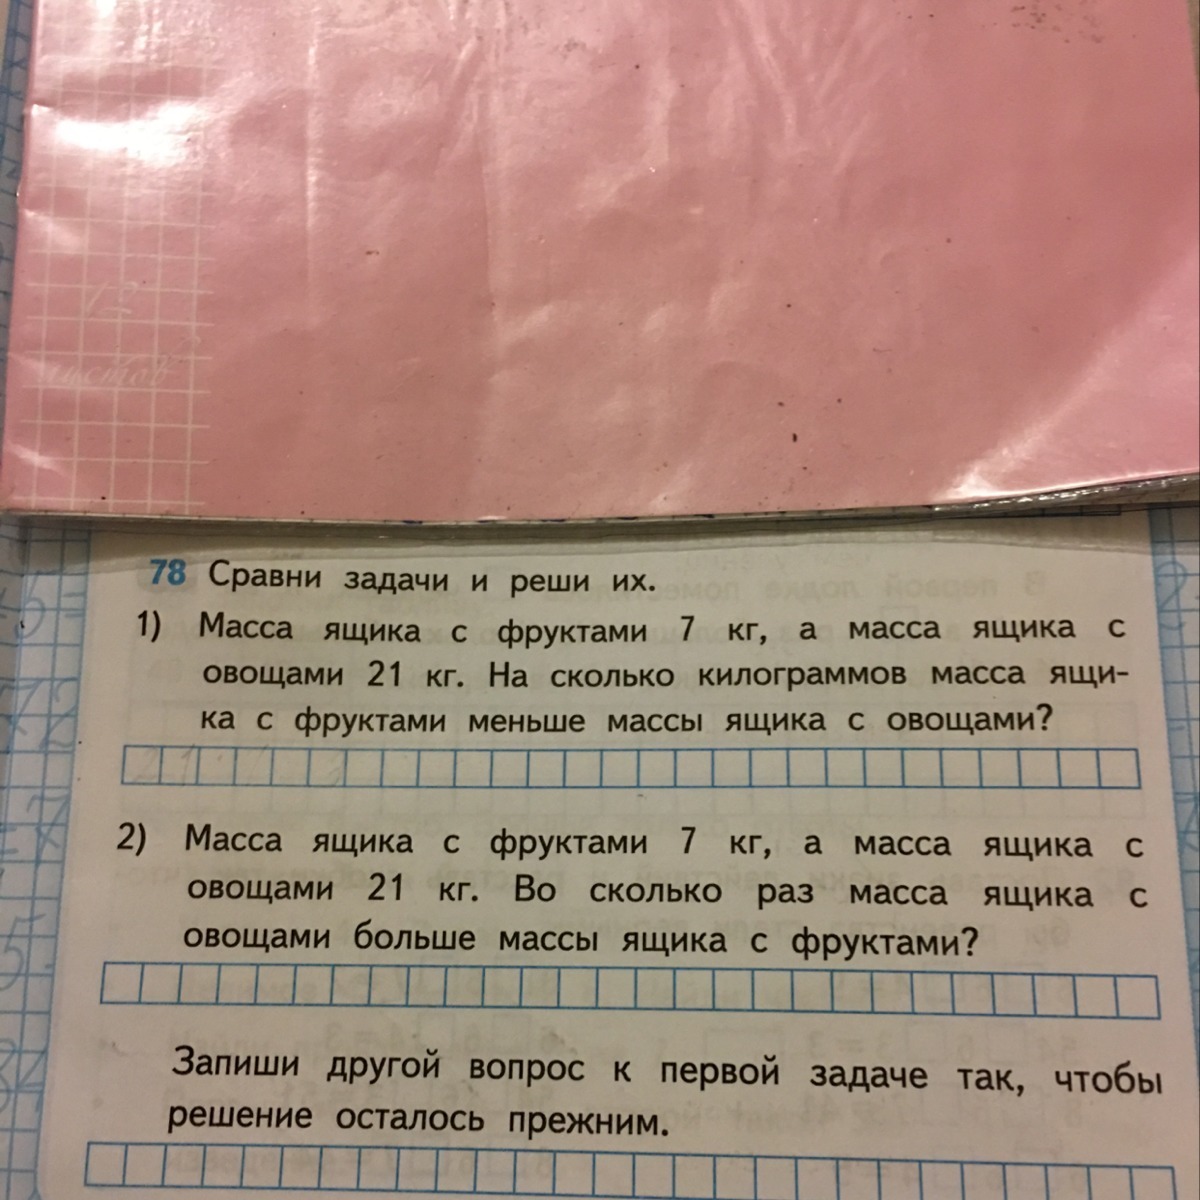 12
листов
78 Сравни задачи и реши их.
1) Масса ящика с фруктами 7 кг, а масса ящика с
овощами 21 кг. На сколько килограммов масса ящи-
ка с фруктами меньше массы ящика с овощами?
2) Масса ящика с фруктами 7 кг, а масса ящика с
овощами 21 кг. Во сколько раз масса ящика с
овощами больше массы ящика с фруктами?
Запиши другой вопрос к первой задаче так, чтобы
решение осталось прежним.